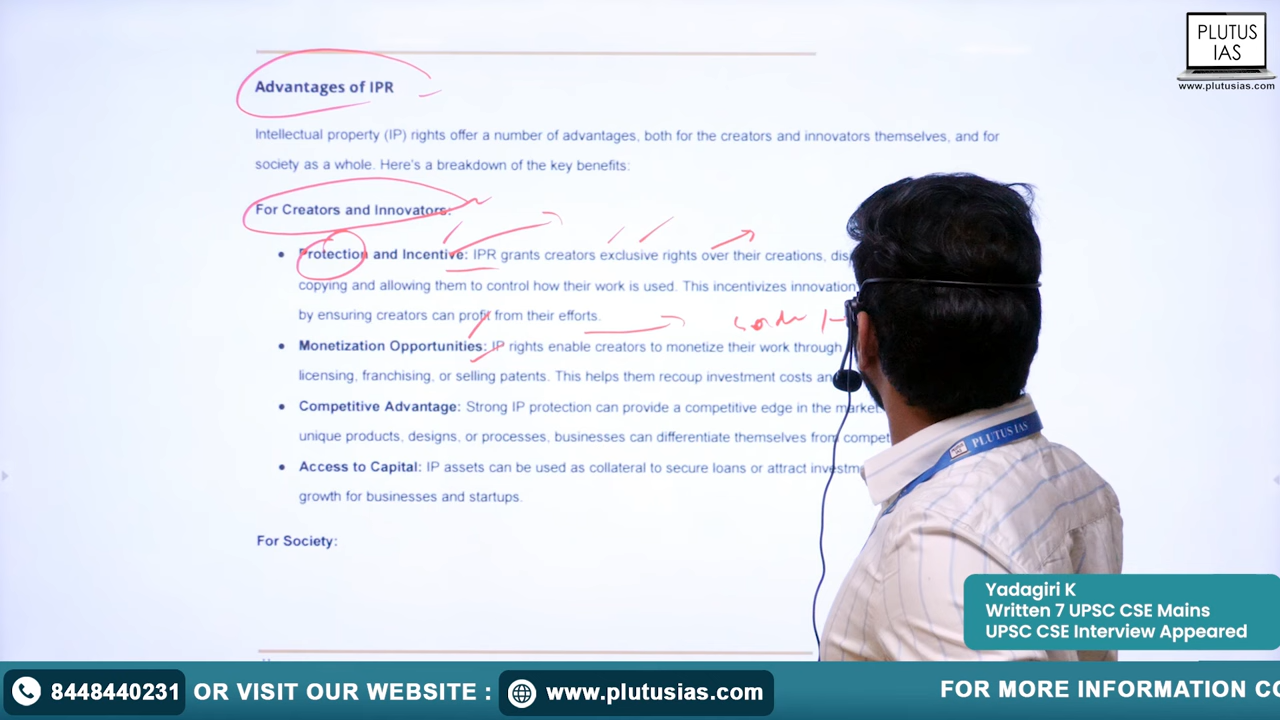 PLUTUS
IAS
www.plutusias.com
Advantages of IPR
Intellectual property (IP) rights offer a number of advantages, both for the creators and innovators themselves, and for
society as a whole. Here's a breakdown of the key benefits:
For Creators and Innovators:
• Protection and Incentive: IPR grants creators exclusive rights over their creations,
copying and allowing them to control how their work is used. This incentivizes innovation
by ensuring creators can profit from their efforts.
• Monetization Opportunities: IP rights enable creators to monetize their work through
licensing, franchising, or selling patents. This helps them recoup investment costs
• Competitive Advantage: Strong IP protection can provide a competitive edge in the market
unique products, designs, or processes, businesses can differentiate themselves from
• Access to Capital: IP assets can be used as collateral to secure loans or attract
growth for businesses and startups.
For Society:
PLUTUS IAS
Yadagiri K
Written 7 UPSC CSE Mains
UPSC CSE Interview Appeared
8448440231 OR VISIT OUR WEBSITE : www.plutusias.com FOR MORE INFORMATION